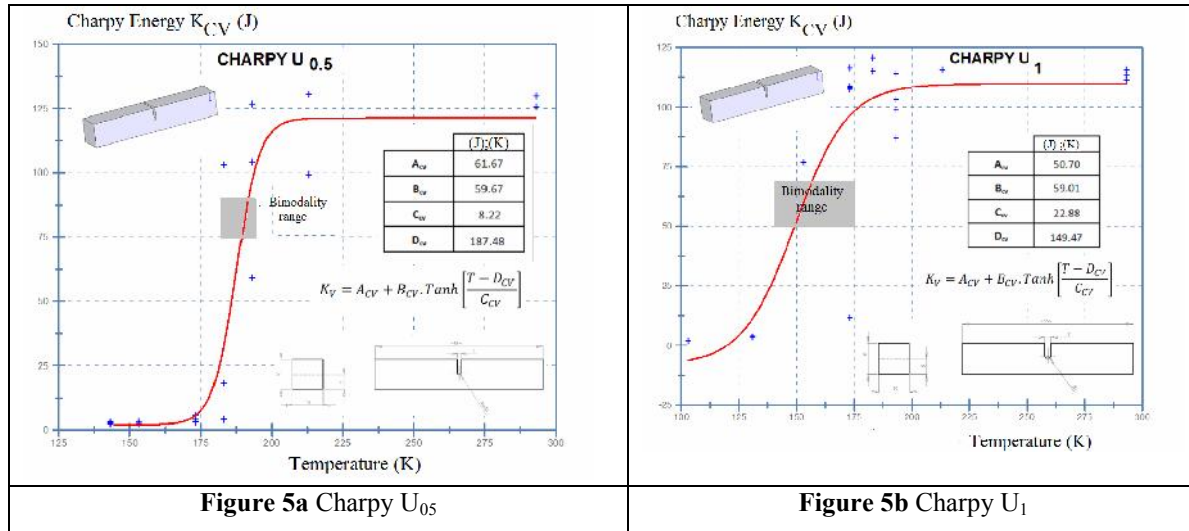 Charpy Energy K_CV (J)
150
125
100
75
50
25
0
125 150 175 200 225 250 275 300
CHARPY U 0.5
Bimodality
range
(J);(K)
A_cv 61.67
B_cv 59.67
C_cv 8.22
D_cv 187.48
K_V = A_CV + B_CV.Tanh [T − D_CV / C_CV]
Temperature (K)
Figure 5a Charpy U05
Charpy Energy K_CV (J)
125
100
75
50
25
0
-25
100 125 150 175 200 225 250 275 300
CHARPY U 1
Bimodality
range
(J) ;(K)
A_cv 50.70
B_cv 59.01
C_cv 22.88
D_cv 149.47
K_V = A_CV + B_CV.Tanh [T − D_CV / C_CV]
Temperature (K)
Figure 5b Charpy U1